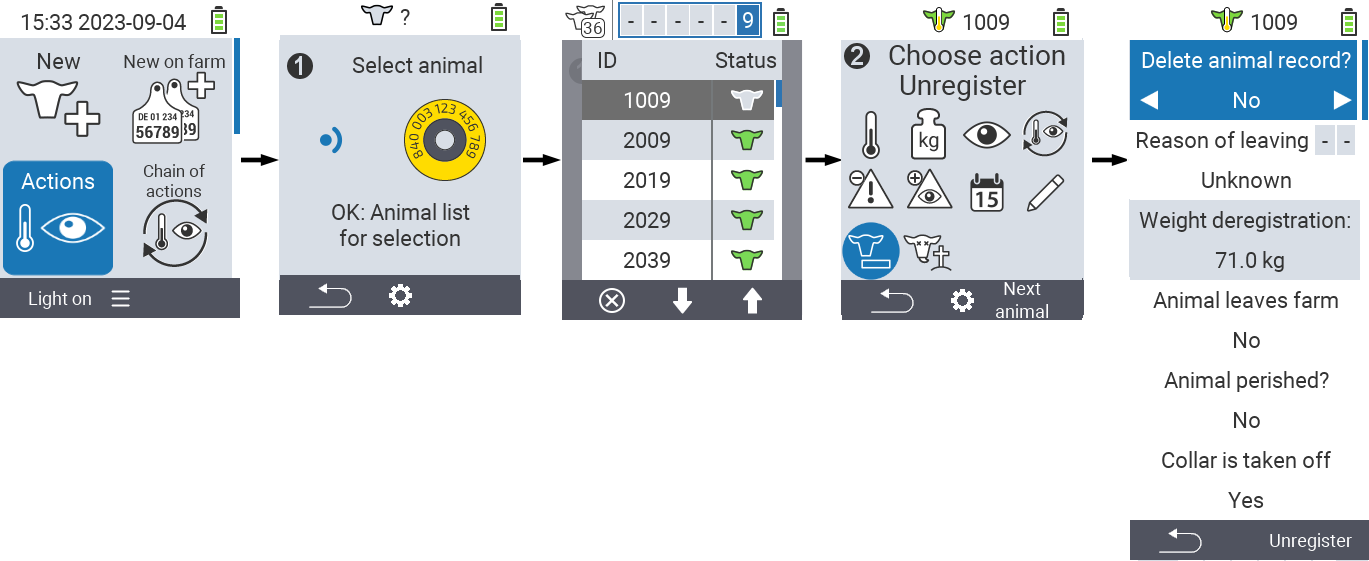 15:33 2023-09-04
New
New on farm
DE 01 234
56789
234
39
Actions
Chain of
actions
Light on
?
1
Select animal
840 003 123 456 789
OK: Animal list
for selection
36
- - - - - 9
ID Status
1009
2009
2019
2029
2039
1009
2 Choose action
Unregister
kg
15
Next
animal
1009
Delete animal record?
No
Reason of leaving - -
Unknown
Weight deregistration:
71.0 kg
Animal leaves farm
No
Animal perished?
No
Collar is taken off
Yes
Unregister